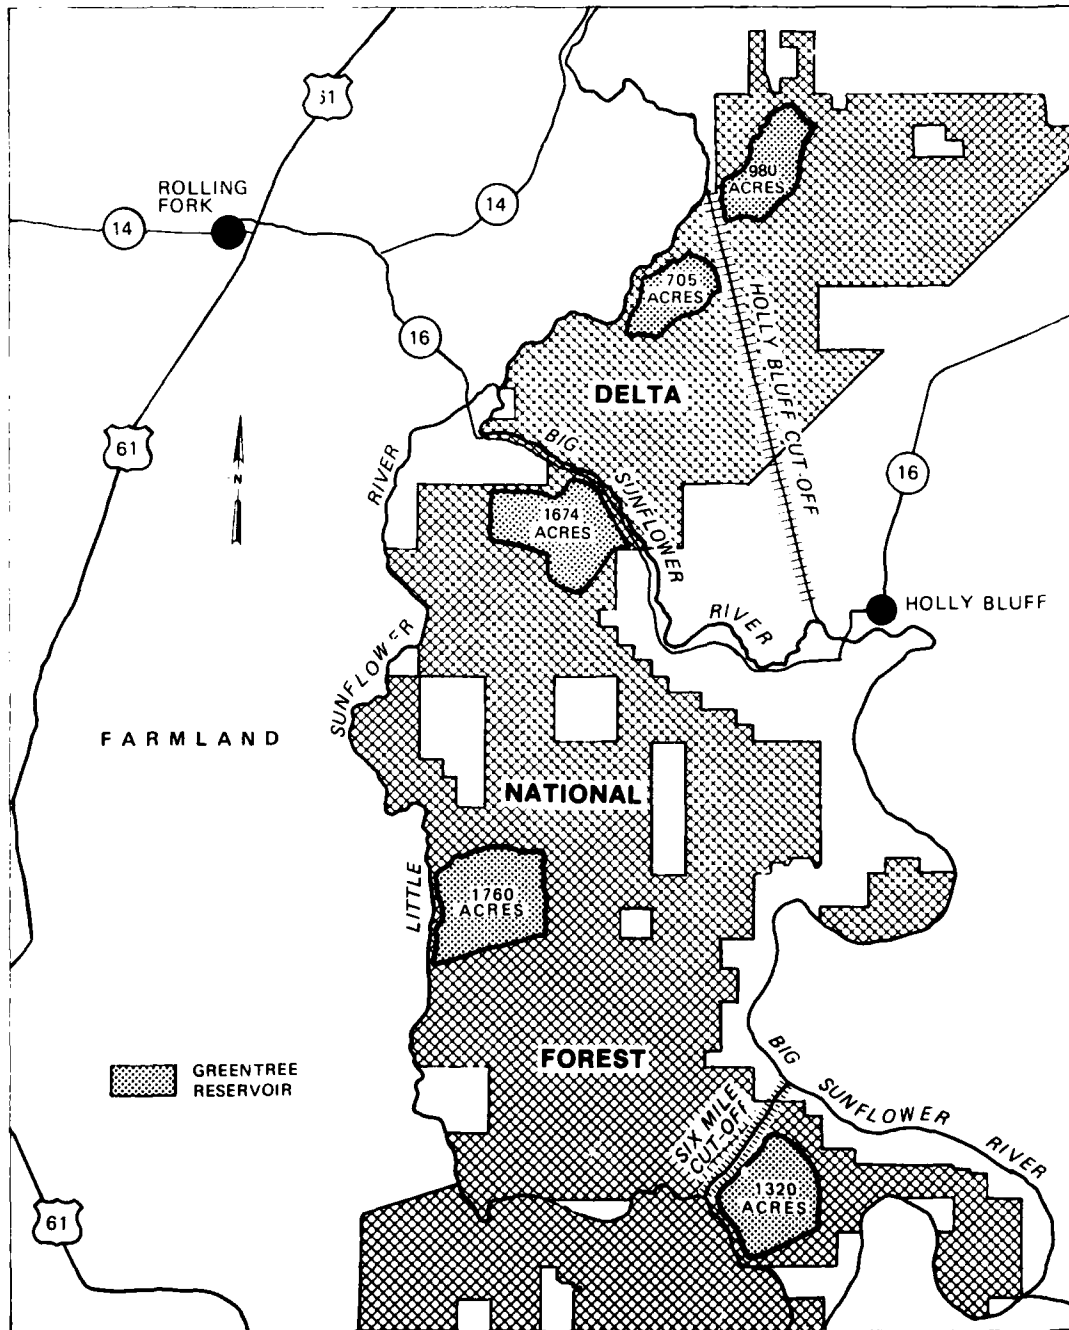 61
980
ACRES
ROLLING
FORK
14
14
705
ACRES
HOLLY BLUFF CUT-OFF
16
DELTA
61
BIG SUNFLOWER RIVER
RIVER
N
16
1674
ACRES
HOLLY BLUFF
SUNFLOWER
FARMLAND
NATIONAL
LITTLE
1760
ACRES
FOREST
BIG SUNFLOWER RIVER
GREENTREE
RESERVOIR
SIX MILE
CUT-OFF
1320
ACRES
61